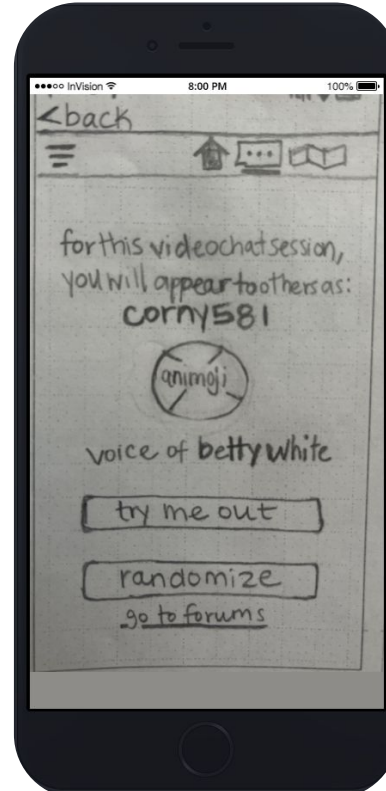 InVision 8:00 PM 100%
<back
for this videochat session,
you will appear to others as:
corny581
animoji
voice of betty white
try me out
randomize
go to forums